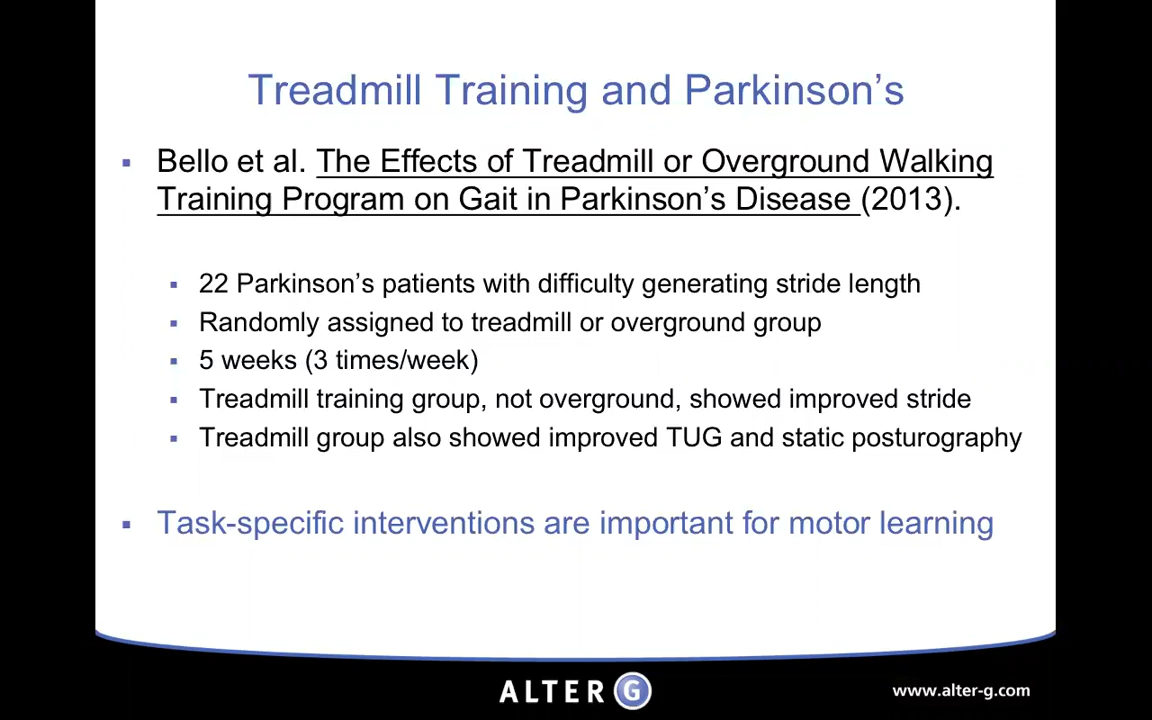 Treadmill Training and Parkinson's
▪ Bello et al. The Effects of Treadmill or Overground Walking
Training Program on Gait in Parkinson's Disease (2013).
▪ 22 Parkinson's patients with difficulty generating stride length
▪ Randomly assigned to treadmill or overground group
▪ 5 weeks (3 times/week)
▪ Treadmill training group, not overground, showed improved stride
▪ Treadmill group also showed improved TUG and static posturography
▪ Task-specific interventions are important for motor learning
ALTER G
www.alter-g.com